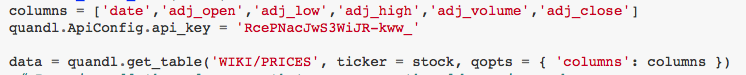 columns = ['date','adj_open','adj_low','adj_high','adj_volume','adj_close']
quandl.ApiConfig.api_key = 'RcePNacJwS3WiJR-kww_'
data = quandl.get_table('WIKI/PRICES', ticker = stock, qopts = { 'columns': columns })